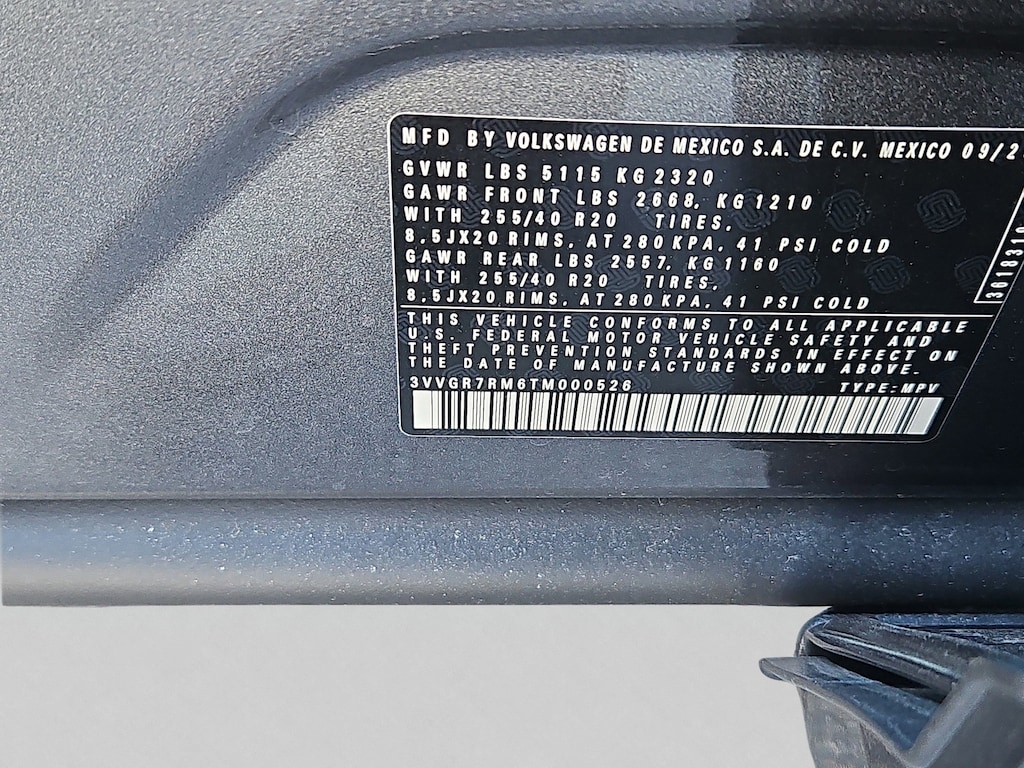 MFD BY VOLKSWAGEN DE MEXICO S.A. DE C.V. MEXICO 09/2
GVWR LBS 5115 KG 2320
GAWR FRONT LBS 2668, KG 1210
WITH 255/40 R20 TIRES,
8,5JX20 RIMS, AT 280 KPA, 41 PSI COLD
GAWR REAR LBS 2557, KG 1160
WITH 255/40 R20 TIRES,
8,5JX20 RIMS, AT 280 KPA, 41 PSI COLD
3618310
THIS VEHICLE CONFORMS TO ALL APPLICABLE
U.S. FEDERAL MOTOR VEHICLE SAFETY AND
THEFT PREVENTION STANDARDS IN EFFECT ON
THE DATE OF MANUFACTURE SHOWN ABOVE.
3VVGR7RM6TM000526 TYPE: MPV